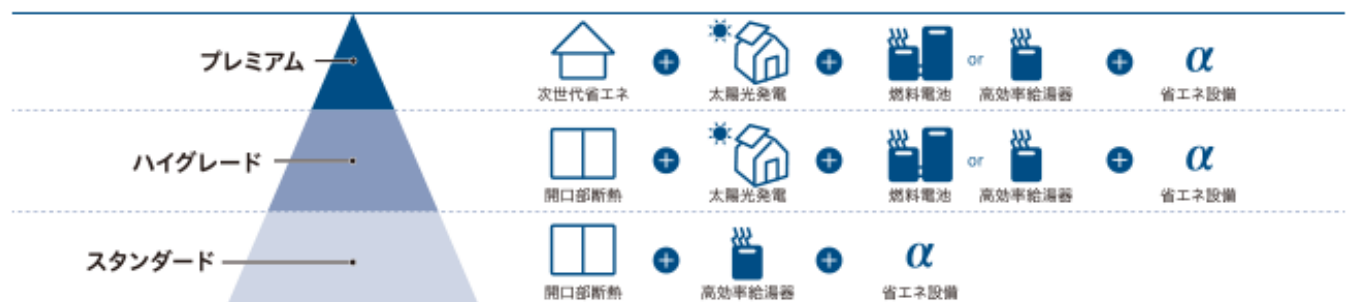 プレミアム
次世代省エネ + 太陽光発電 + 燃料電池 or 高効率給湯器 + α 省エネ設備
ハイグレード
開口部断熱 + 太陽光発電 + 燃料電池 or 高効率給湯器 + α 省エネ設備
スタンダード
開口部断熱 + 高効率給湯器 + α 省エネ設備